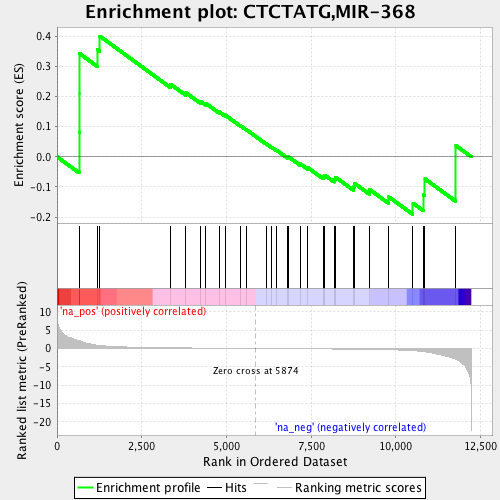 Enrichment plot: CTCTATG,MIR-368
Enrichment score (ES)
0.4
0.3
0.2
0.1
0.0
-0.1
-0.2
'na_pos' (positively correlated)
Ranked list metric (PreRanked)
10
5
0
-5
-10
-15
-20
Zero cross at 5874
'na_neg' (negatively correlated)
0 2,500 5,000 7,500 10,000 12,500
Rank in Ordered Dataset
Enrichment profile Hits Ranking metric scores